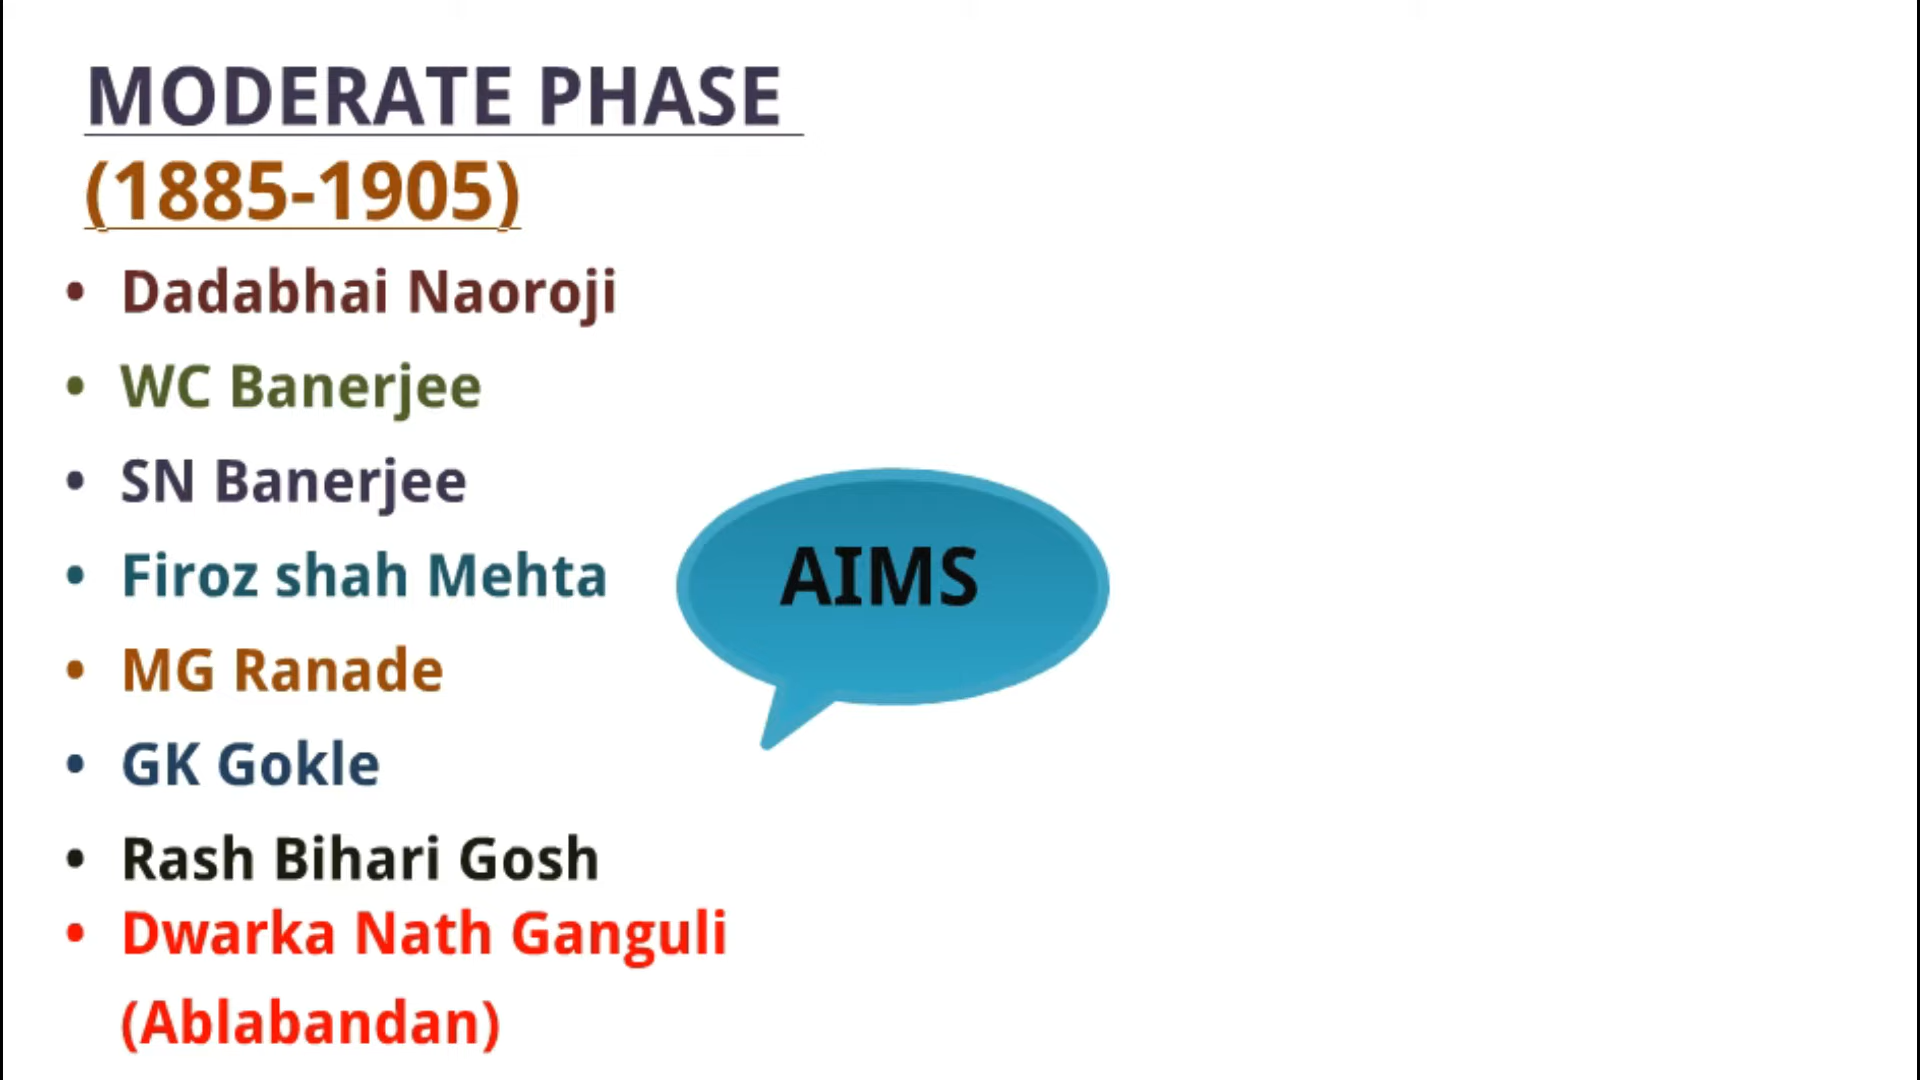 MODERATE PHASE
(1885-1905)
• Dadabhai Naoroji
• WC Banerjee
• SN Banerjee
• Firoz shah Mehta
AIMS
• MG Ranade
• GK Gokle
• Rash Bihari Gosh
• Dwarka Nath Ganguli
(Ablabandan)